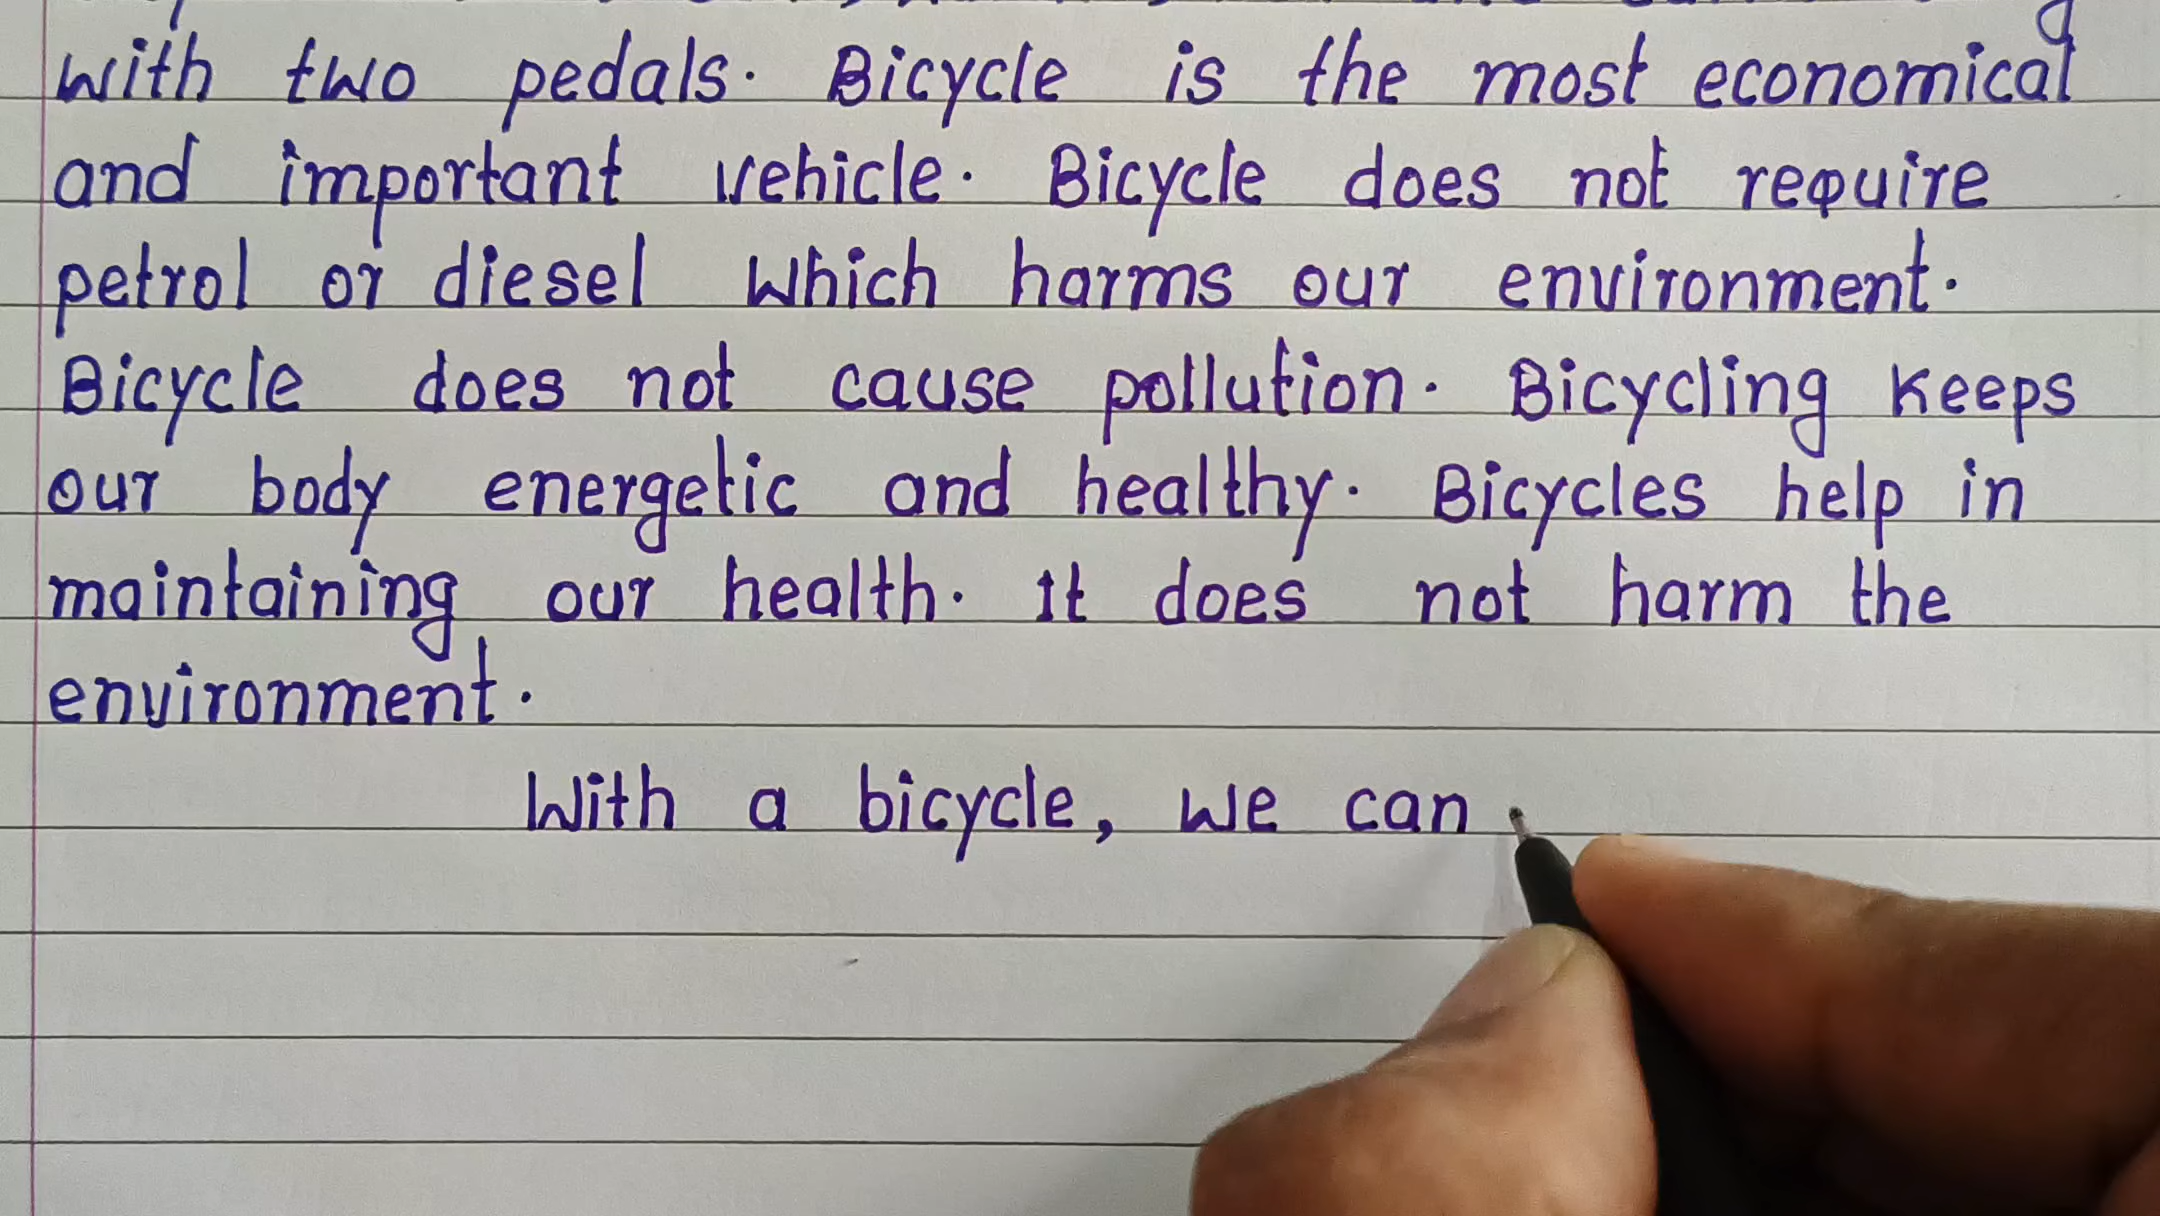 with two pedals. Bicycle is the most economical
and important vehicle. Bicycle does not require
petrol or diesel which harms our environment.
Bicycle does not cause pollution. Bicycling keeps
our body energetic and healthy. Bicycles help in
maintaining our health. It does not harm the
environment.
With a bicycle, we can